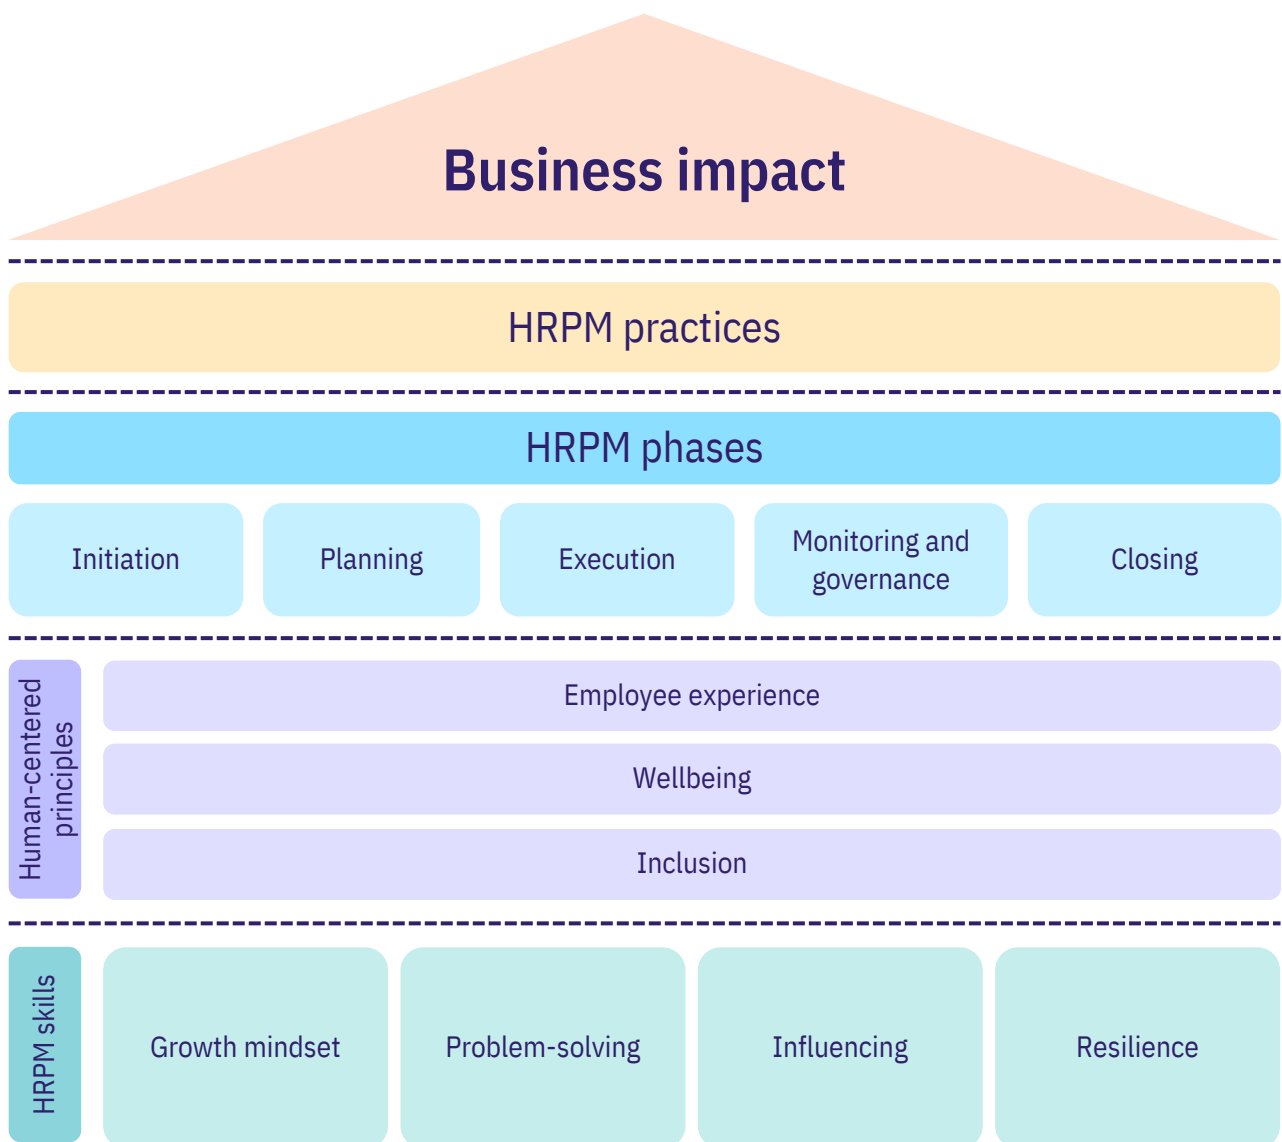 Business impact
HRPM practices
HRPM phases
Initiation
Planning
Execution
Monitoring and
governance
Closing
Human-centered
principles
Employee experience
Wellbeing
Inclusion
HRPM skills
Growth mindset
Problem-solving
Influencing
Resilience